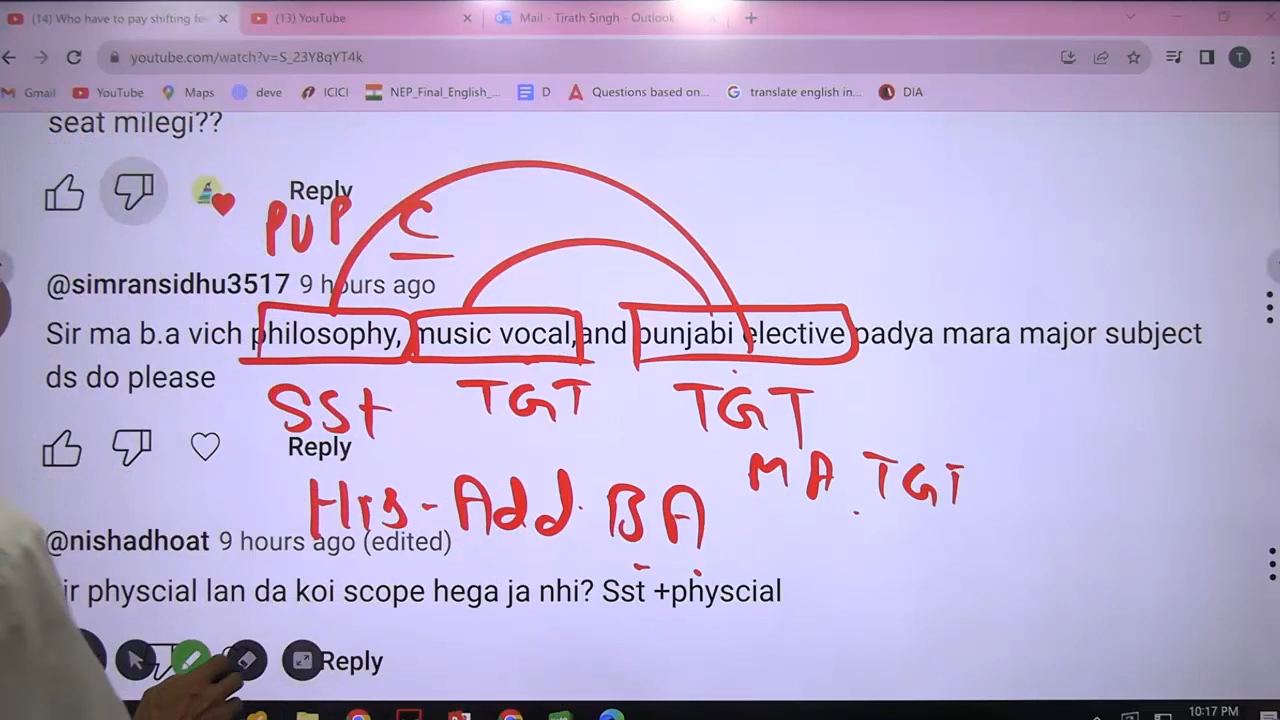 (14) Who have to pay shifting fe
(13) YouTube
Mail - Tirath Singh - Outlook
youtube.com/watch?v=S_23Y8qYT4k
T
Gmail
YouTube
Maps
deve
ICICI
NEP_Final_English_...
D
Questions based on...
translate english in...
DIA
seat milegi??
Reply
PUP C
@simransidhu3517 9 hours ago
Sir ma b.a vich philosophy, music vocal,and punjabi elective padya mara major subject
ds do please
SSt TGT TGT
Reply
MA TGT
His-Add. BA
@nishadhoat 9 hours ago (edited)
ir physcial lan da koi scope hega ja nhi? Sst +physcial
Reply
10:17 PM